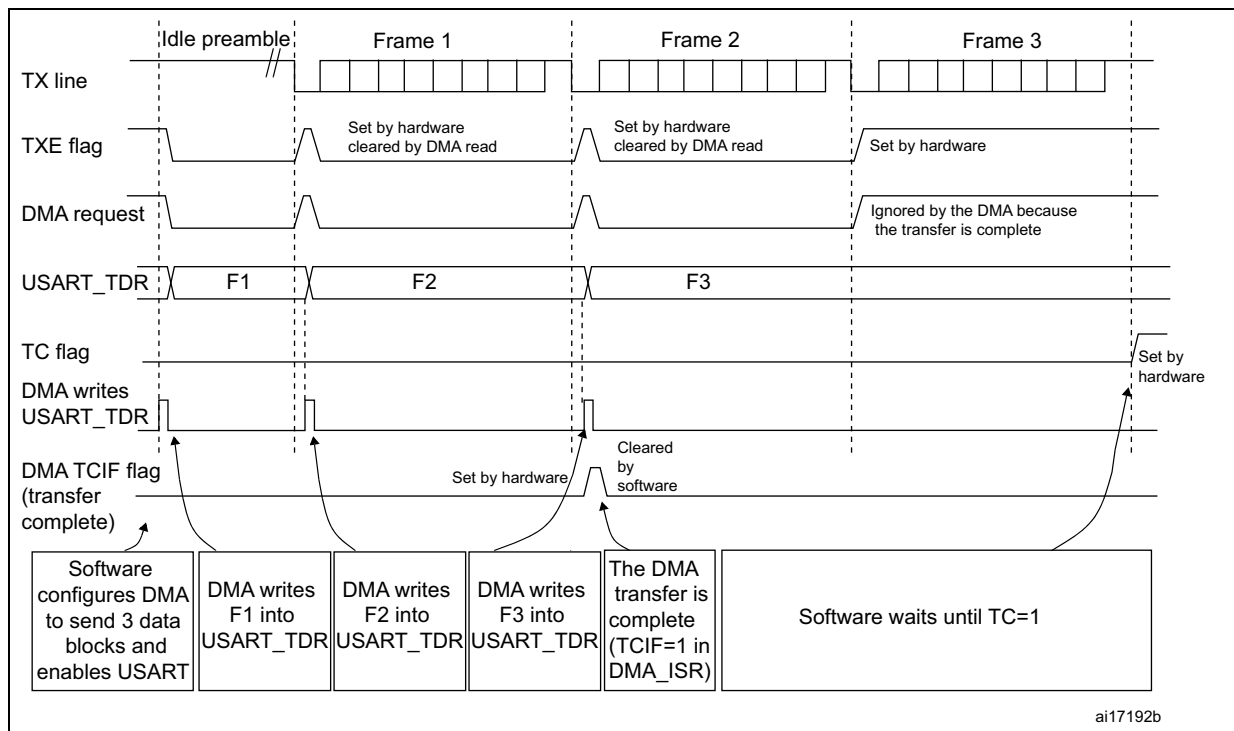 Idle preamble
Frame 1
Frame 2
Frame 3
TX line
TXE flag
Set by hardware
cleared by DMA read
Set by hardware
cleared by DMA read
Set by hardware
DMA request
Ignored by the DMA because
the transfer is complete
USART_TDR
F1
F2
F3
TC flag
Set by
hardware
DMA writes
USART_TDR
DMA TCIF flag
(transfer
complete)
Set by hardware
Cleared
by
software
Software
configures DMA
to send 3 data
blocks and
enables USART
DMA writes
F1 into
USART_TDR
DMA writes
F2 into
USART_TDR
DMA writes
F3 into
USART_TDR
The DMA
transfer is
complete
(TCIF=1 in
DMA_ISR)
Software waits until TC=1
ai17192b